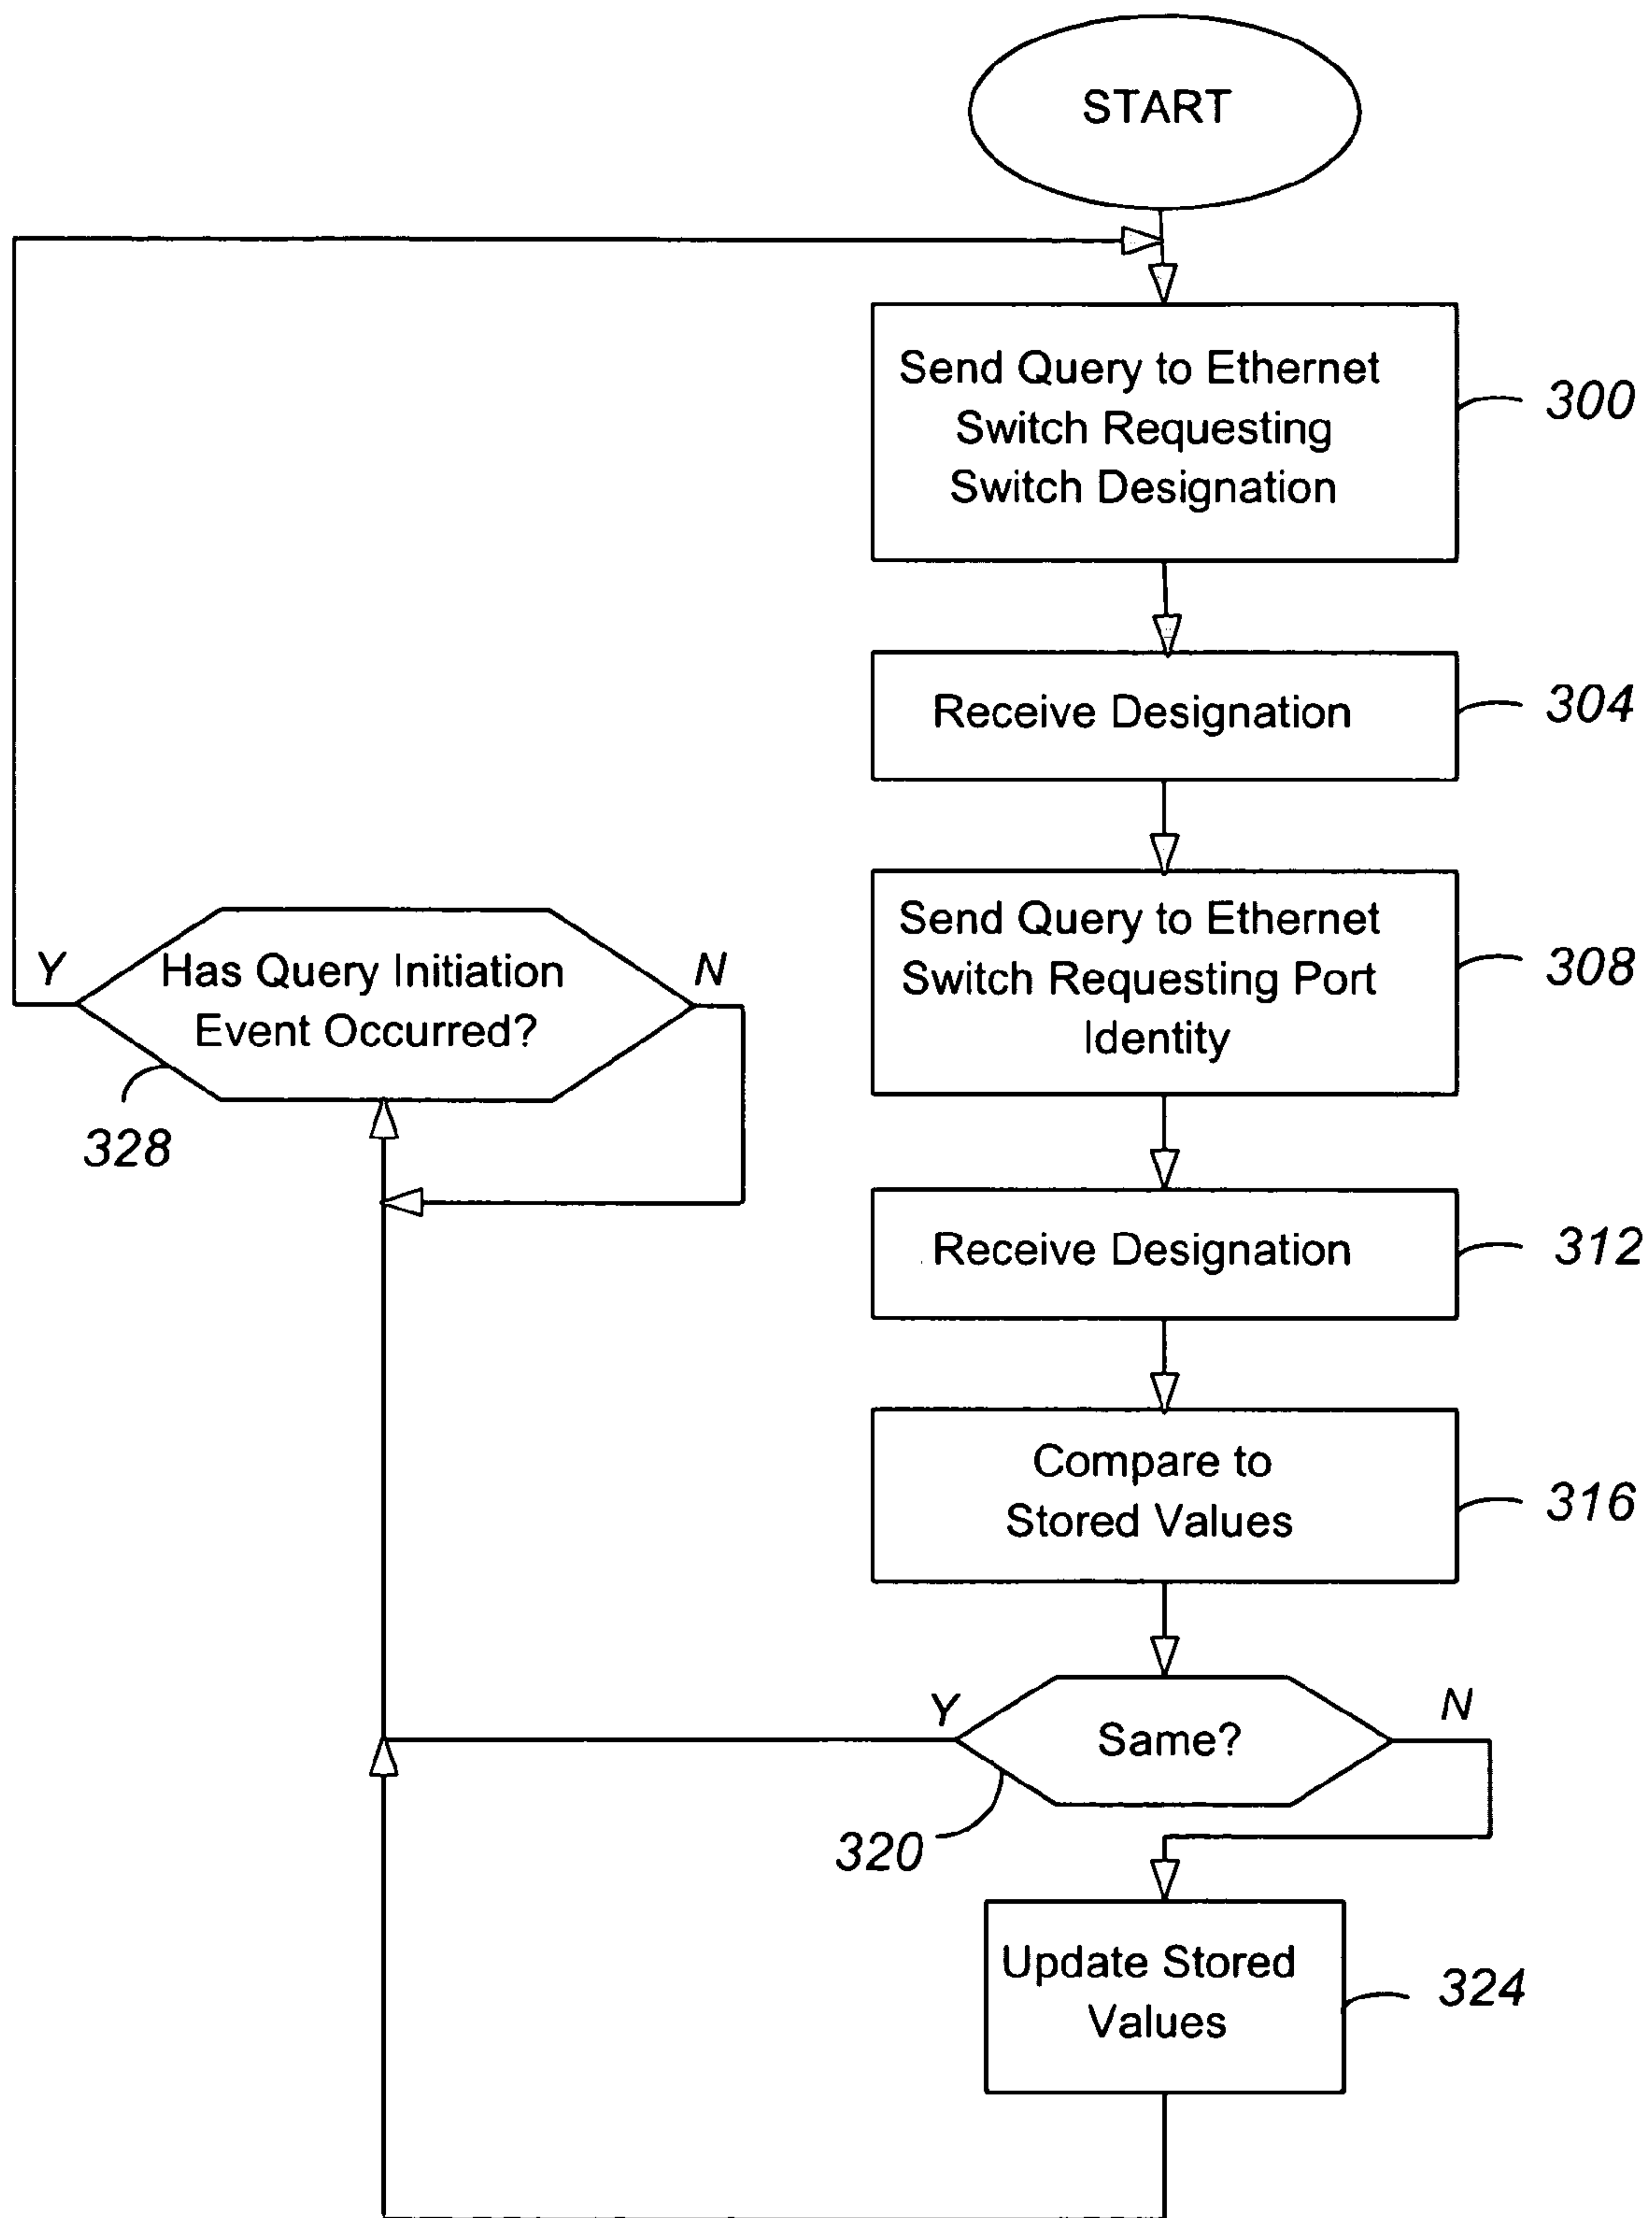 START
Send Query to Ethernet
Switch Requesting
Switch Designation
300
Receive Designation
304
Send Query to Ethernet
Switch Requesting Port
Identity
308
Y
Has Query Initiation
Event Occurred?
N
328
Receive Designation
312
Compare to
Stored Values
316
Y
Same?
N
320
Update Stored
Values
324